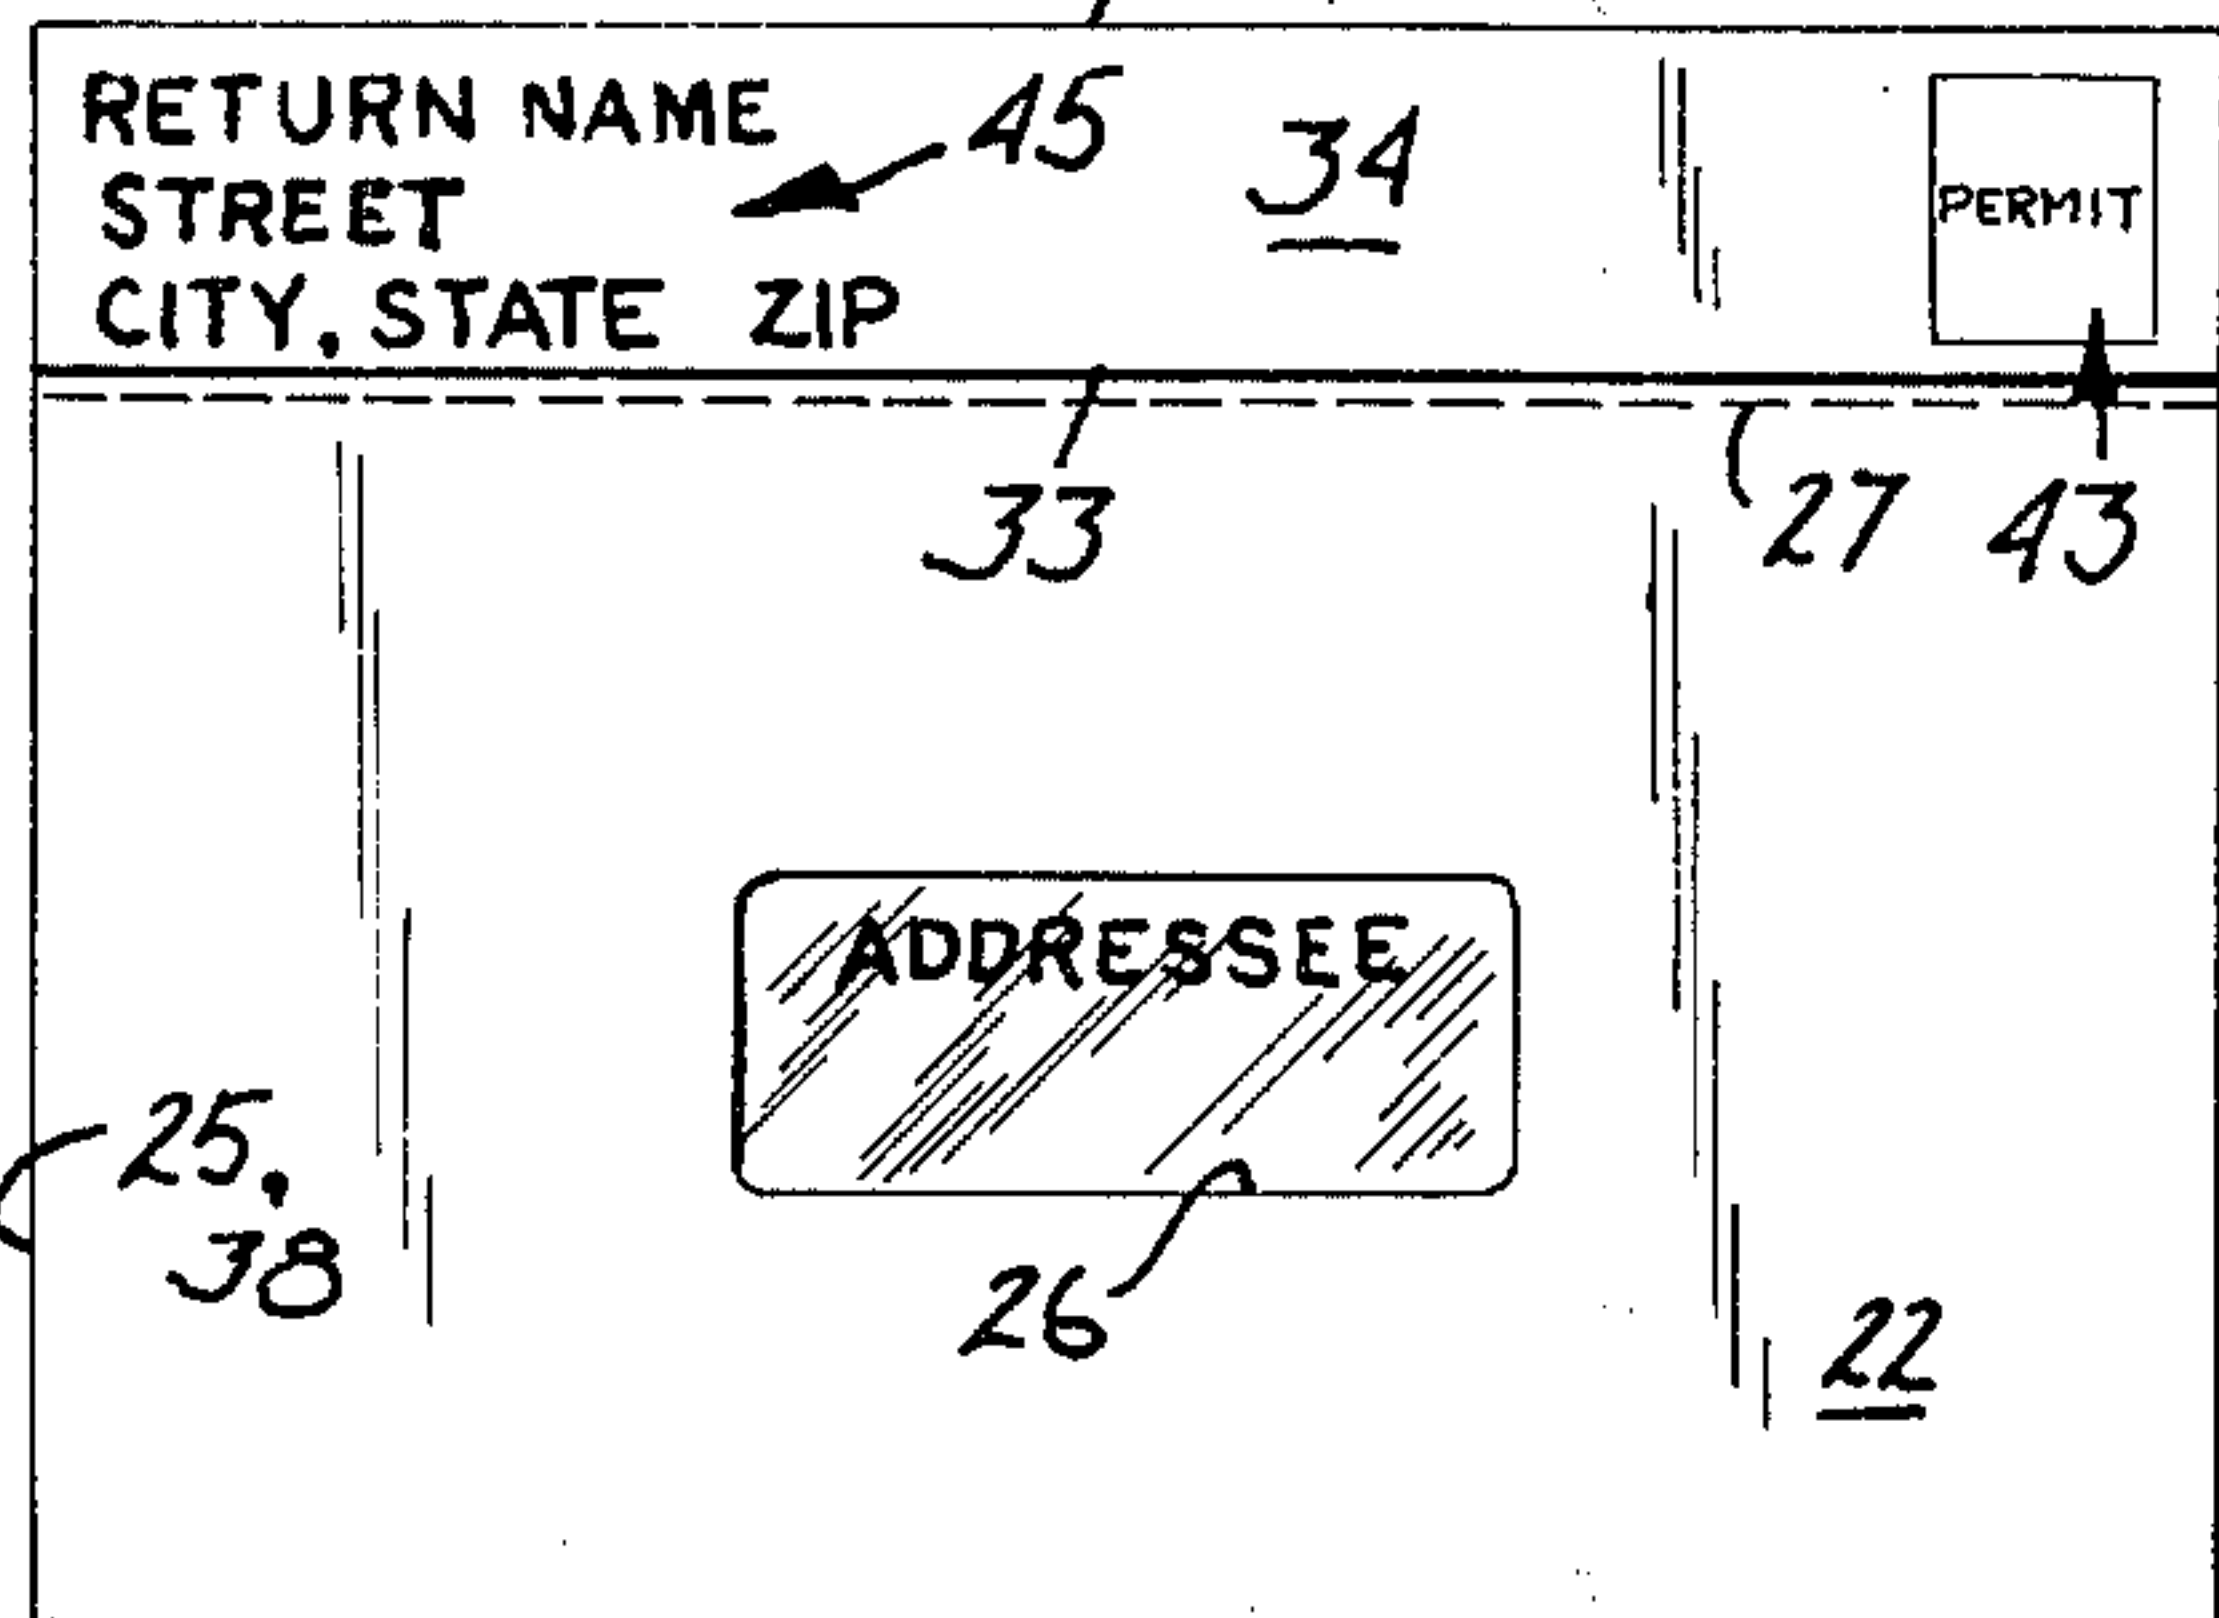 RETURN NAME
STREET
CITY, STATE ZIP
45
34
PERMIT
33
27
43
ADDRESSEE
25,
38
26
22